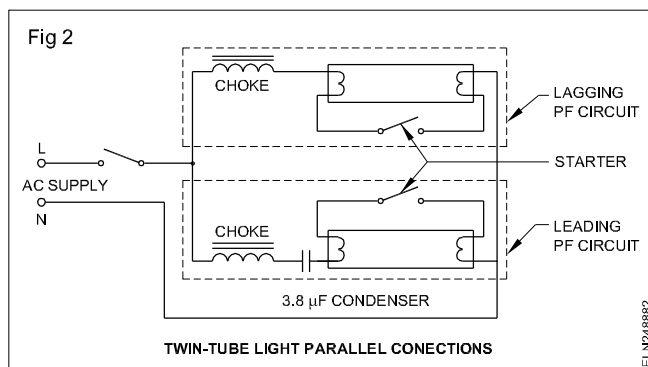 Fig 2
CHOKE
LAGGING
PF CIRCUIT
L
STARTER
AC SUPPLY
N
CHOKE
LEADING
PF CIRCUIT
3.8 µF CONDENSER
TWIN-TUBE LIGHT PARALLEL CONECTIONS
ELN248882